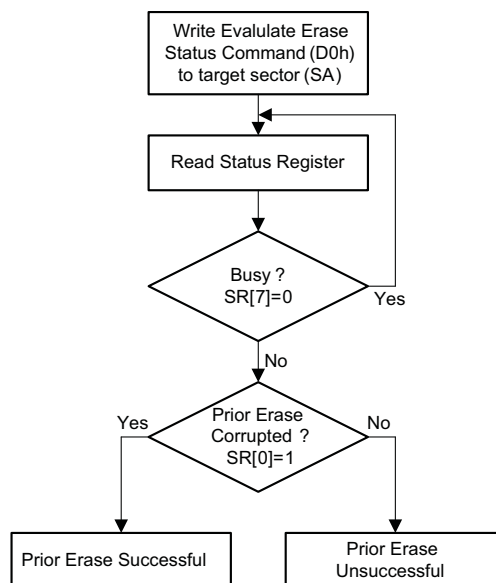 Write Evalulate Erase
Status Command (D0h)
to target sector (SA)
Read Status Register
Busy ?
SR[7]=0
Yes
No
Yes
Prior Erase
Corrupted ?
SR[0]=1
No
Prior Erase Successful
Prior Erase
Unsuccessful